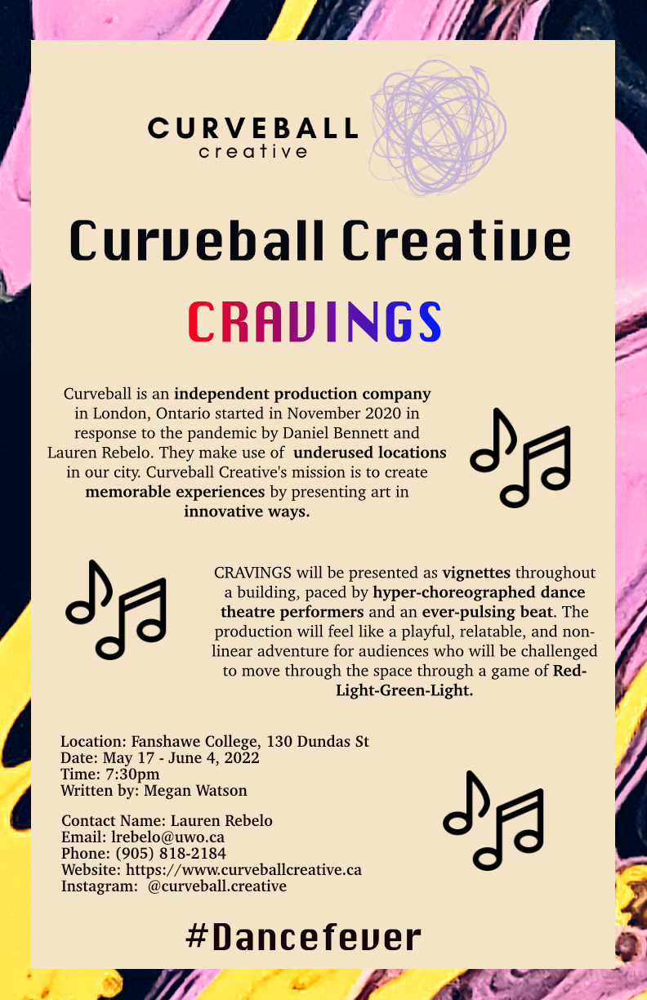 CURVEBALL
creative
Curveball Creative
CRAVINGS
Curveball is an independent production company
in London, Ontario started in November 2020 in
response to the pandemic by Daniel Bennett and
Lauren Rebelo. They make use of  underused locations
in our city. Curveball Creative's mission is to create
memorable experiences by presenting art in
innovative ways.
CRAVINGS will be presented as vignettes throughout
a building, paced by hyper-choreographed dance
theatre performers and an ever-pulsing beat. The
production will feel like a playful, relatable, and non-
linear adventure for audiences who will be challenged
to move through the space through a game of Red-
Light-Green-Light.
Location: Fanshawe College, 130 Dundas St
Date: May 17 - June 4, 2022
Time: 7:30pm
Written by: Megan Watson
Contact Name: Lauren Rebelo
Email: lrebelo@uwo.ca
Phone: (905) 818-2184
Website: https://www.curveballcreative.ca
Instagram:  @curveball.creative
#Dancefever